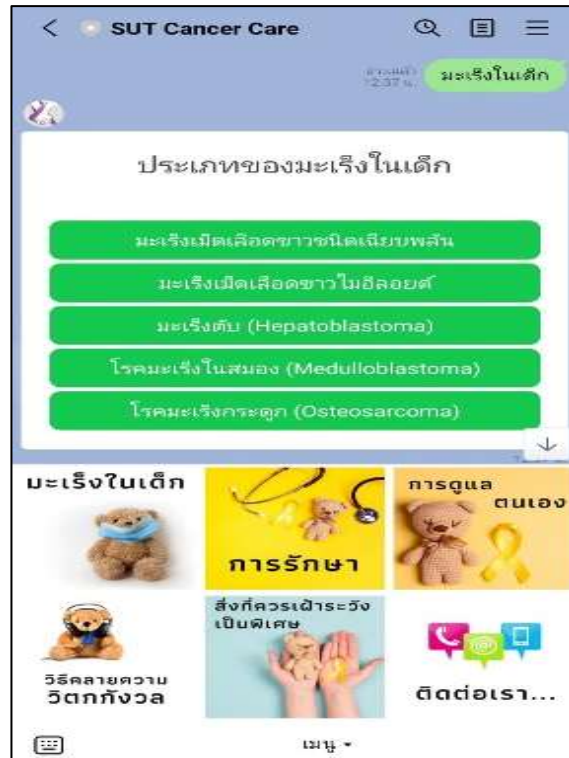 SUT Cancer Care
อ่านแล้ว
12:37 น.
มะเร็งในเด็ก
ประเภทของมะเร็งในเด็ก
มะเร็งเม็ดเลือดขาวชนิดเฉียบพลัน
มะเร็งเม็ดเลือดขาวไมอีลอยด์
มะเร็งตับ (Hepatoblastoma)
โรคมะเร็งในสมอง (Medulloblastoma)
โรคมะเร็งกระดูก (Osteosarcoma)
มะเร็งในเด็ก
การรักษา
การดูแล
ตนเอง
วิธีคลายความ
วิตกกังวล
สิ่งที่ควรเฝ้าระวัง
เป็นพิเศษ
ติดต่อเรา...
เมนู